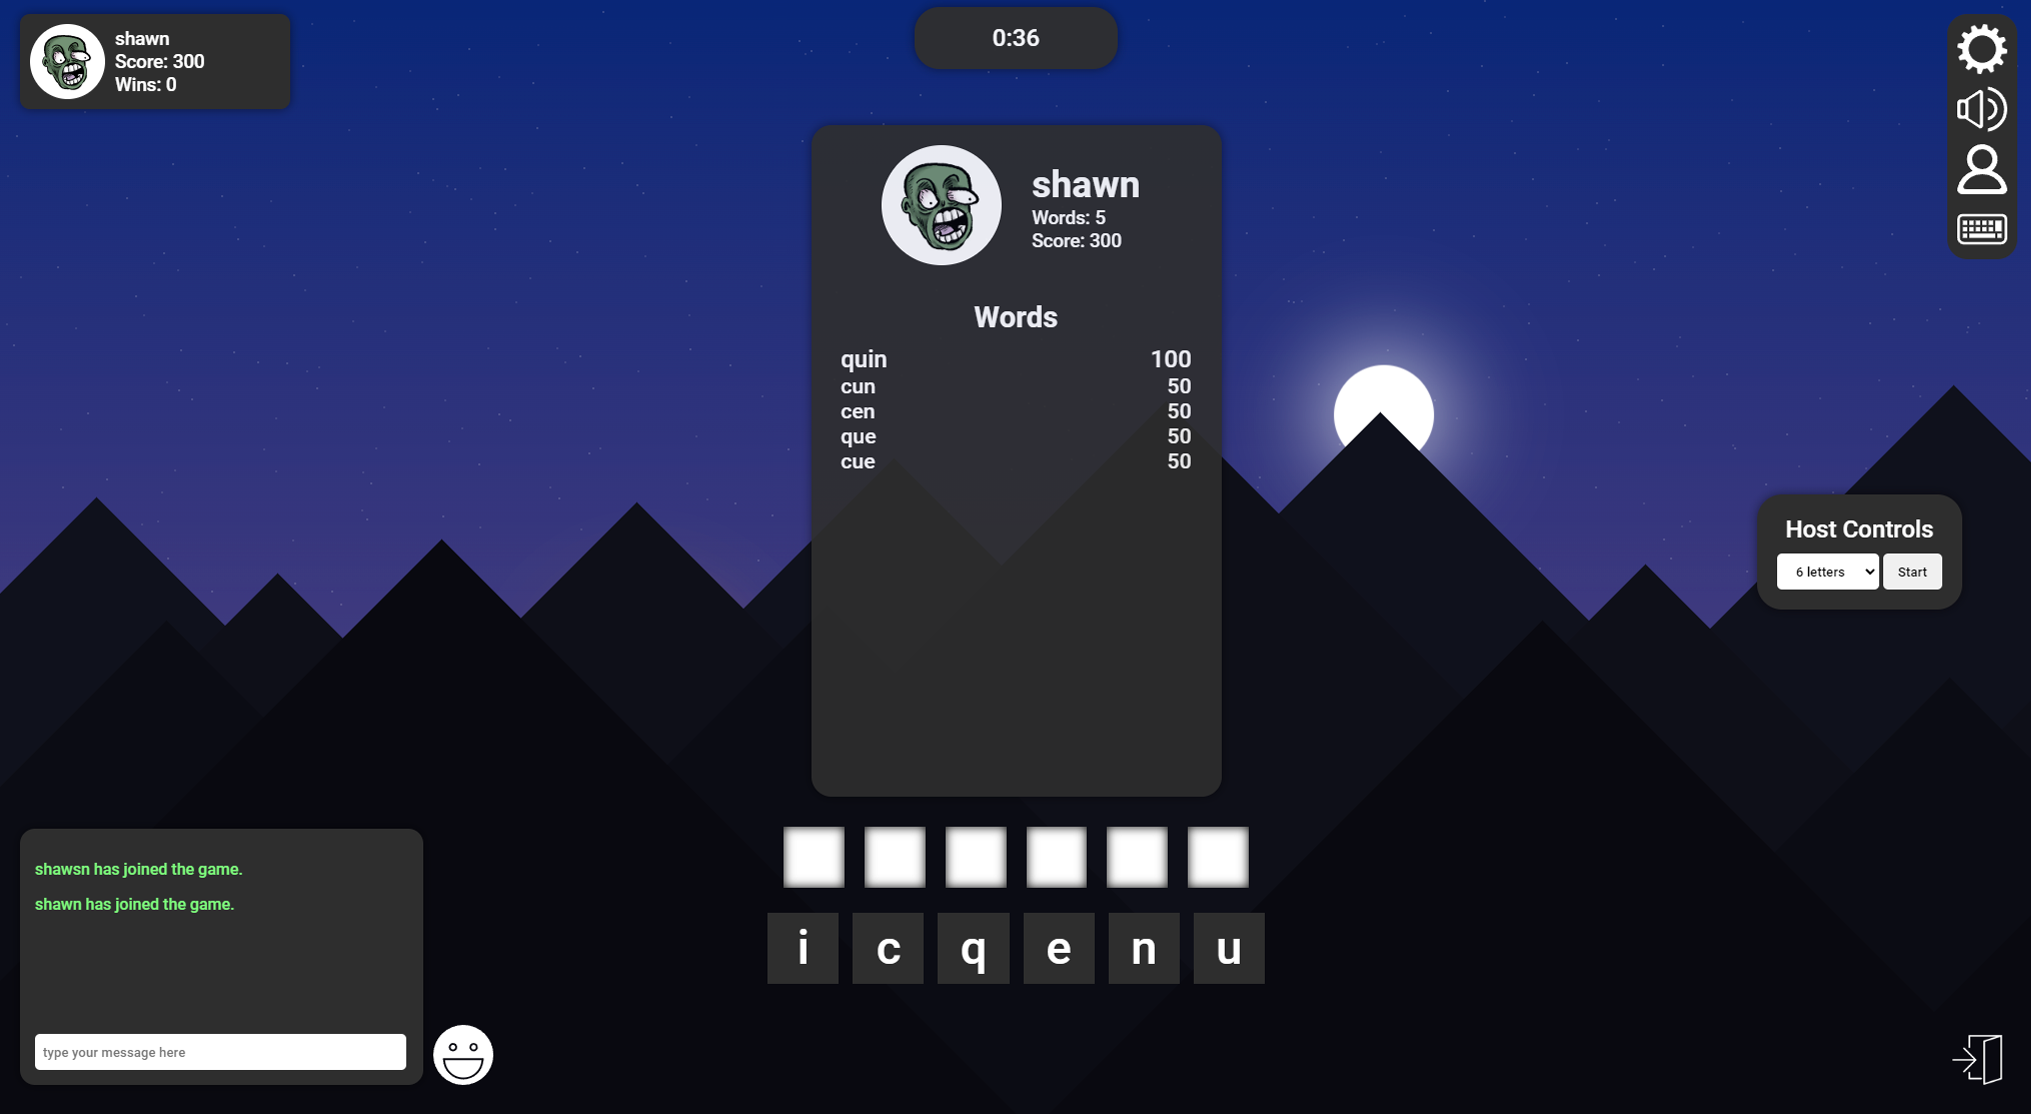 shawn
Score: 300
Wins: 0
0:36
shawn
Words: 5
Score: 300
Words
quin 100
cun 50
cen 50
que 50
cue 50
Host Controls
6 letters Start
shawsn has joined the game.
shawn has joined the game.
type your message here
i c q e n u